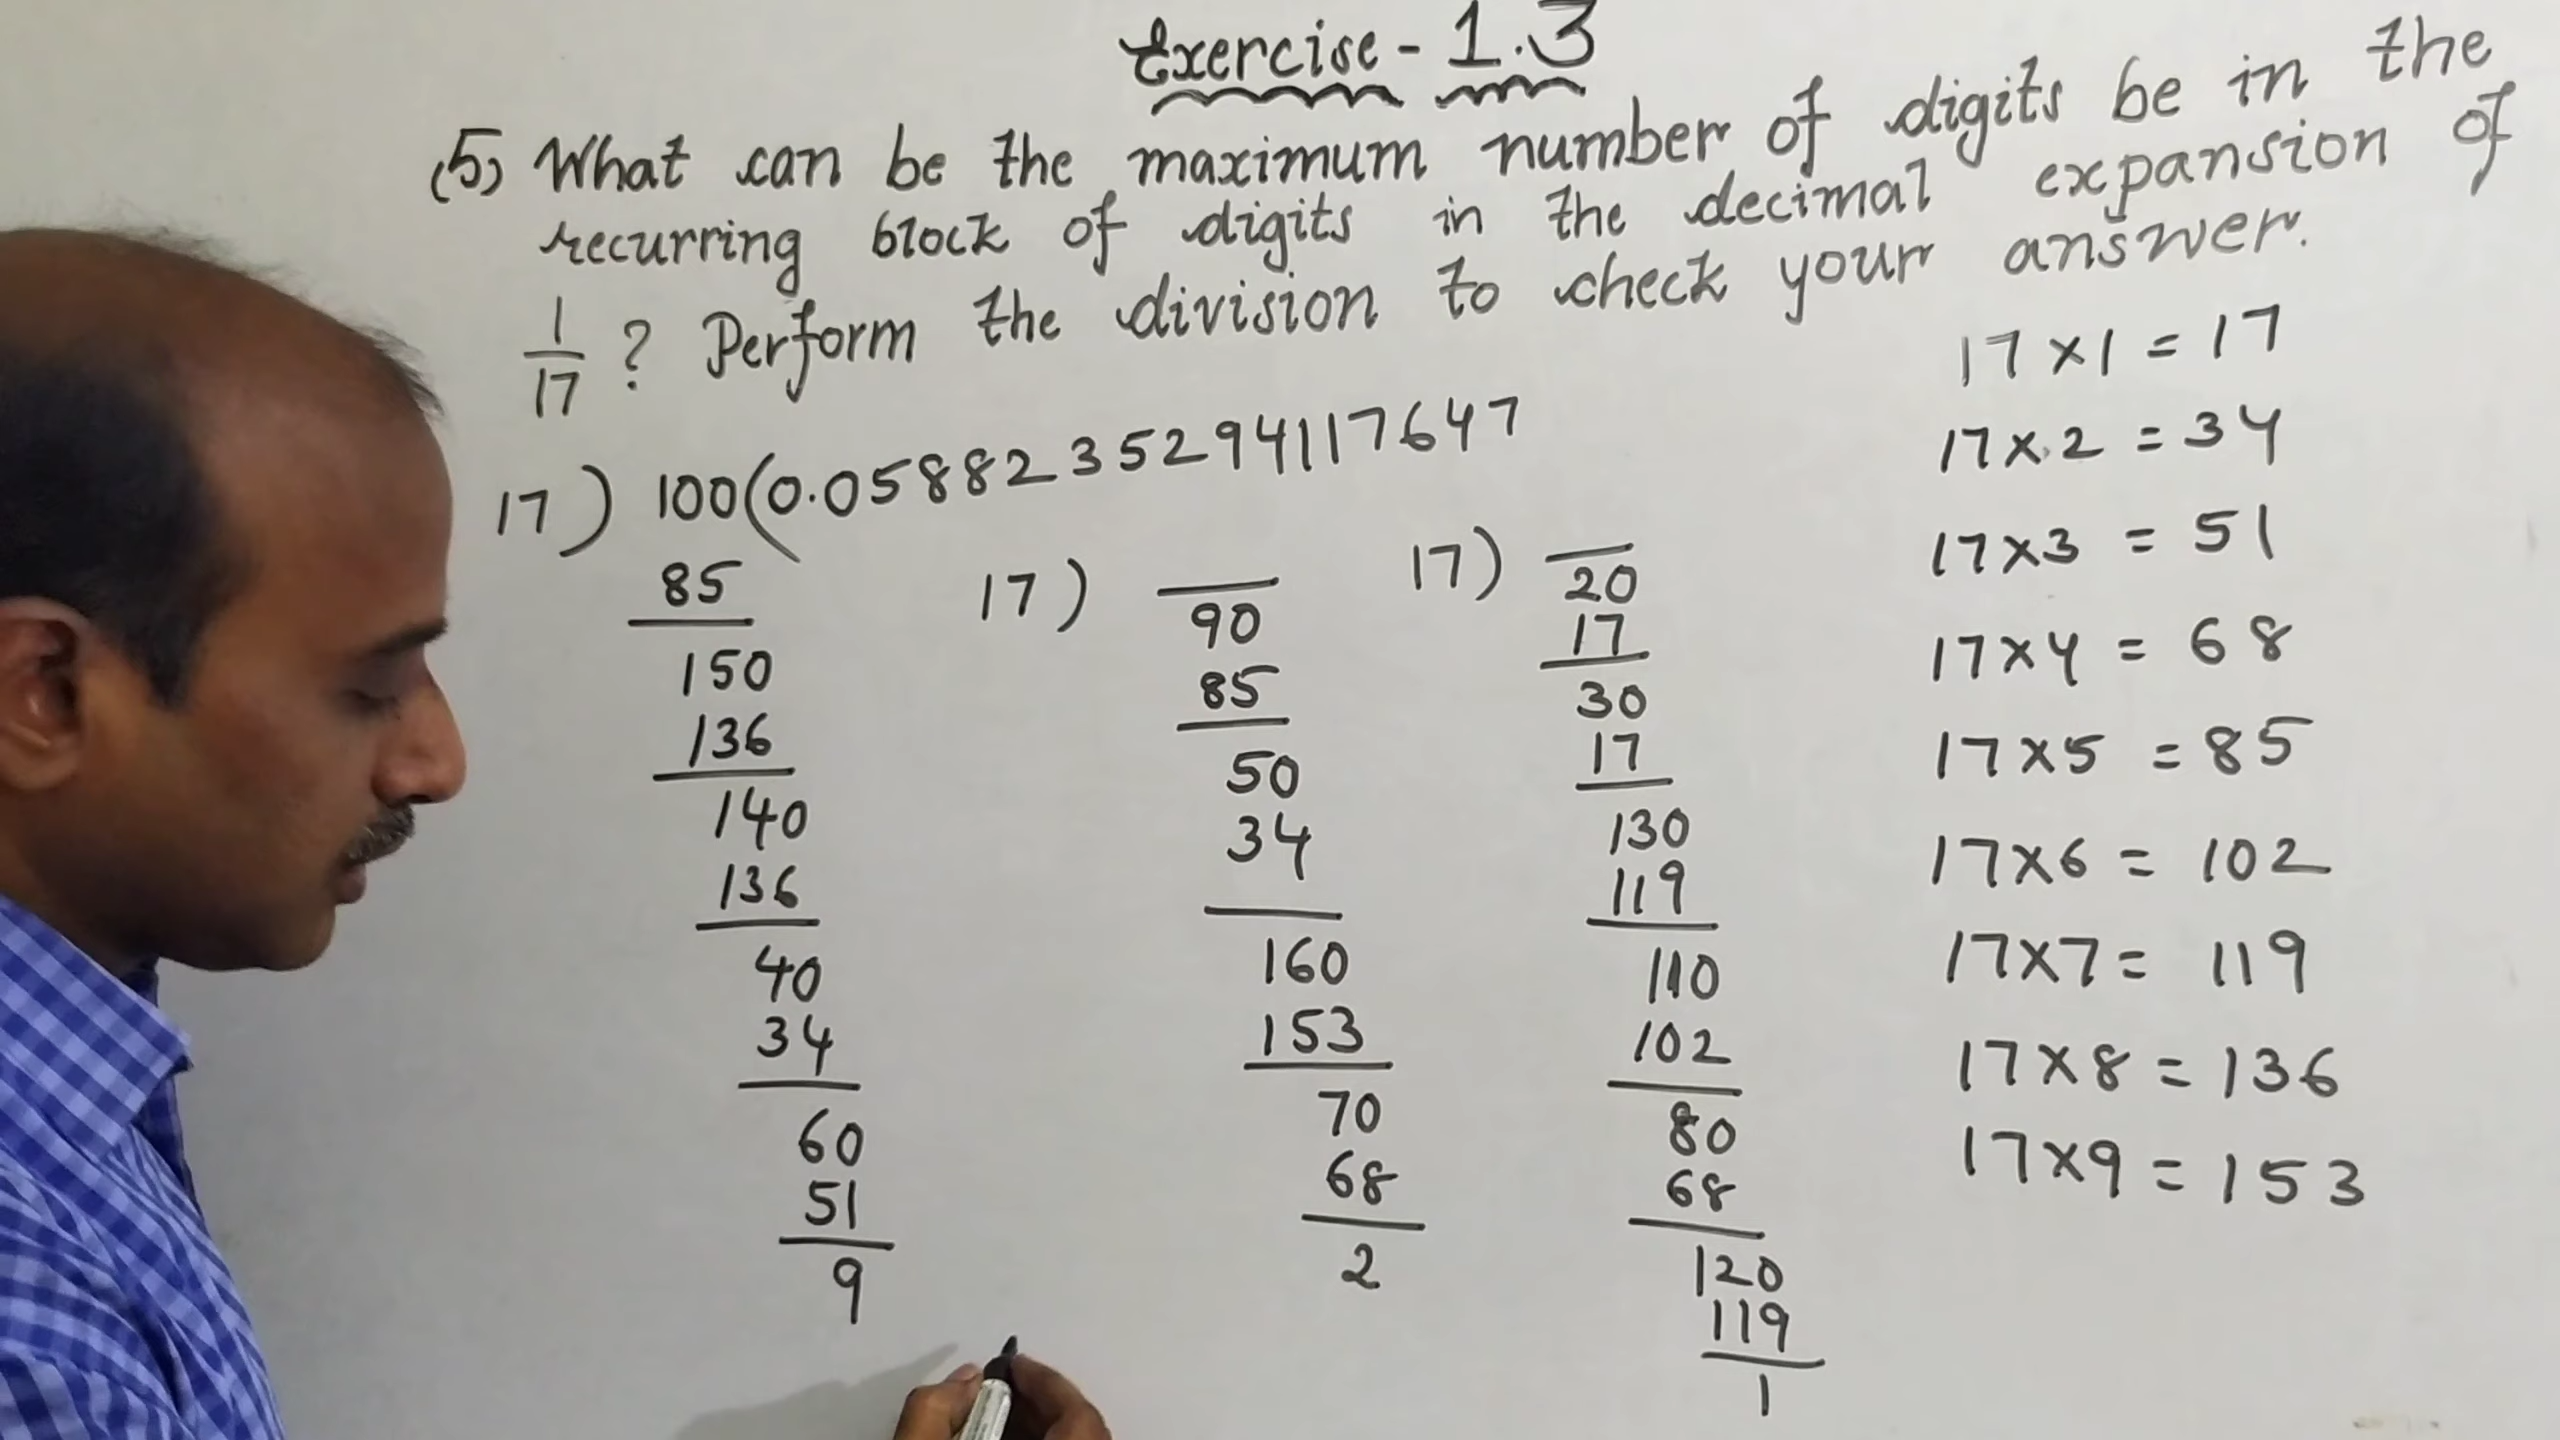 Exercise - 1.3
(5) What can be the maximum number of digits be in the
recurring block of digits in the decimal expansion of
1/17 ? Perform the division to check your answer.
17) 100(0.0588235294117647
85
150
136
140
136
40
34
60
51
9
17)
90
85
50
34
160
153
70
68
2
17)
20
17
30
17
130
119
110
102
80
68
120
119
1
17 × 1 = 17
17 × 2 = 34
17 × 3 = 51
17 × 4 = 68
17 × 5 = 85
17 × 6 = 102
17 × 7 = 119
17 × 8 = 136
17 × 9 = 153